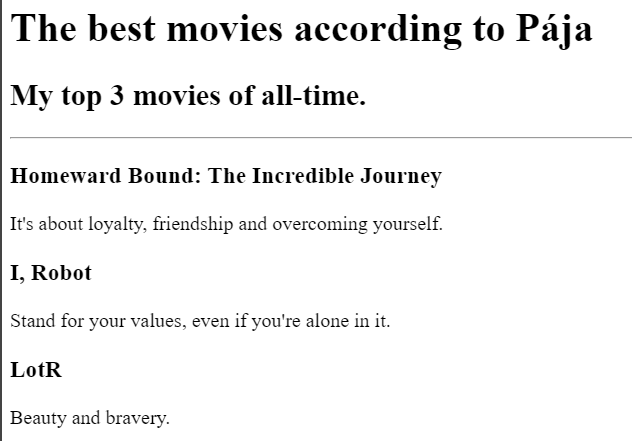 The best movies according to Pája
My top 3 movies of all-time.
Homeward Bound: The Incredible Journey
It's about loyalty, friendship and overcoming yourself.
I, Robot
Stand for your values, even if you're alone in it.
LotR
Beauty and bravery.